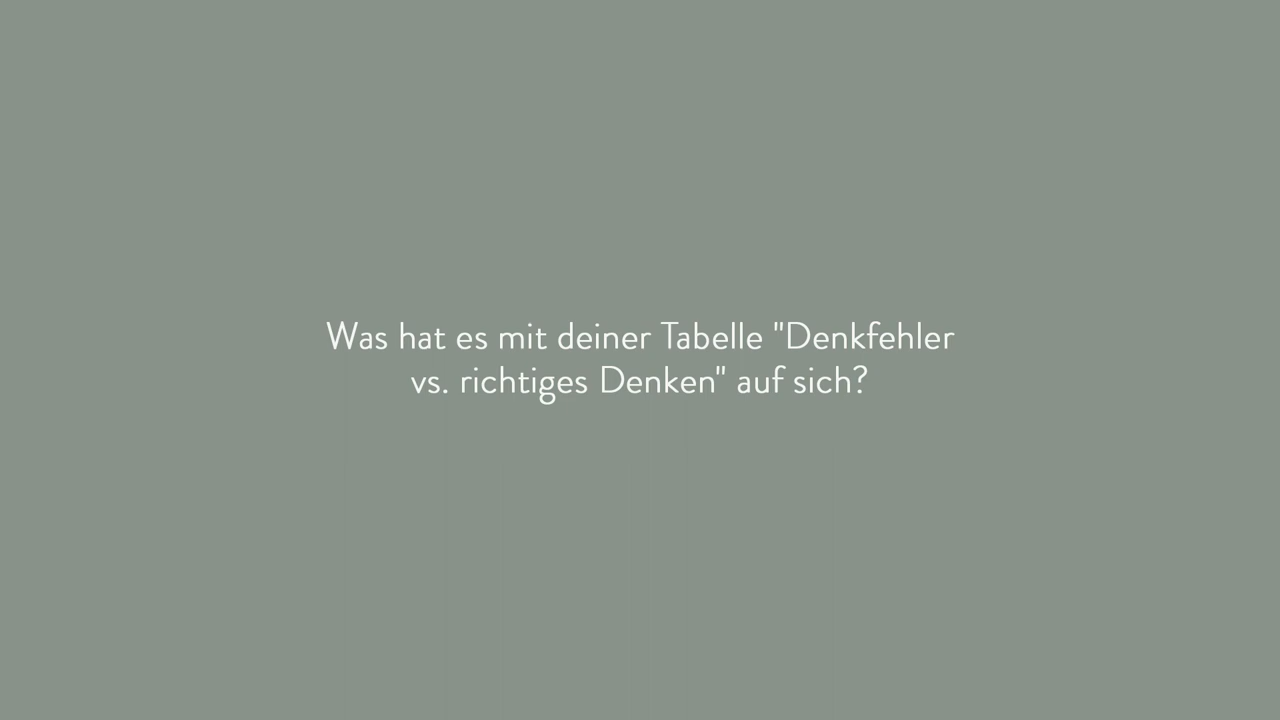 Was hat es mit deiner Tabelle "Denkfehler
vs. richtiges Denken" auf sich?